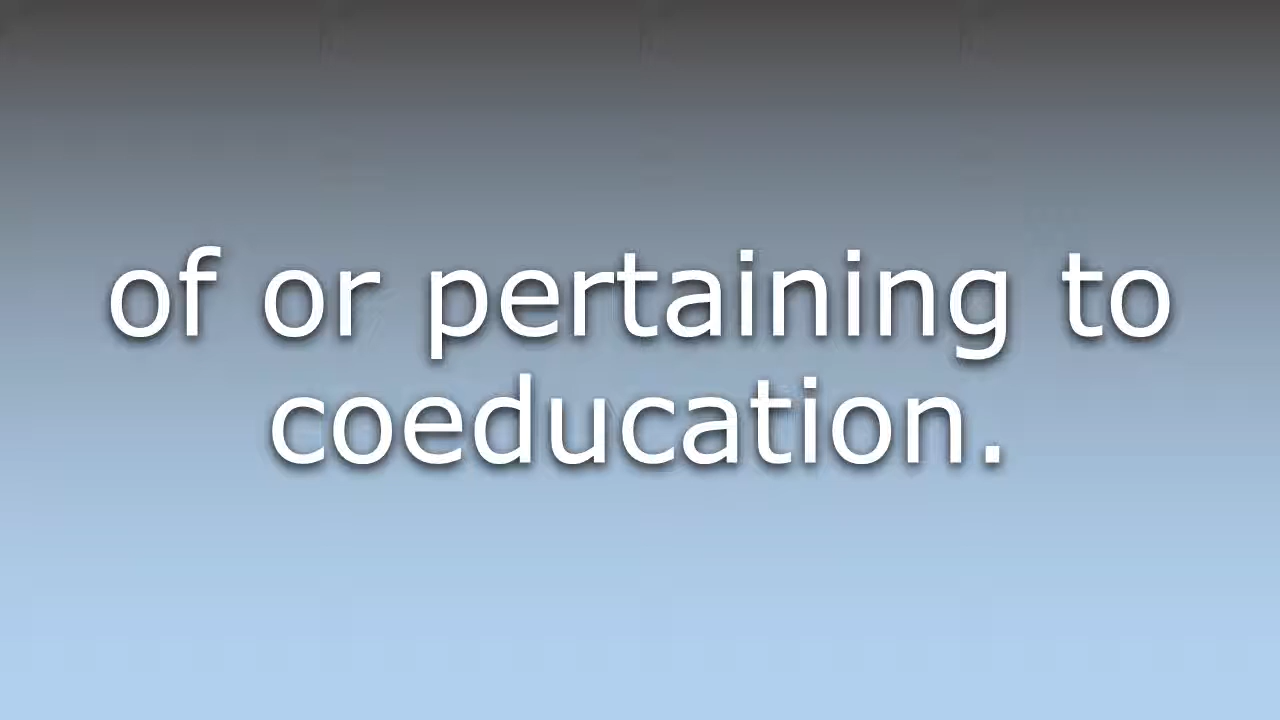 of or pertaining to
coeducation.